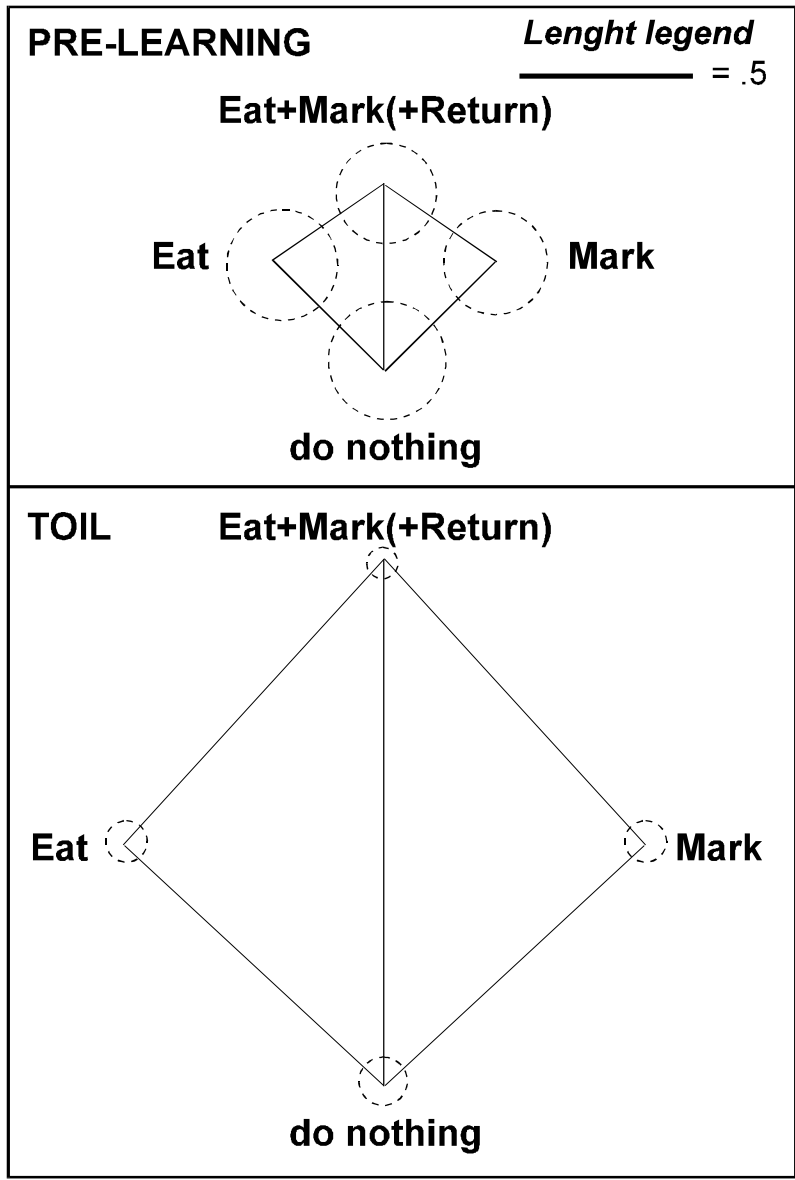 PRE-LEARNING
Lenght legend
= .5
Eat+Mark(+Return)
Eat
Mark
do nothing
TOIL
Eat+Mark(+Return)
Eat
Mark
do nothing